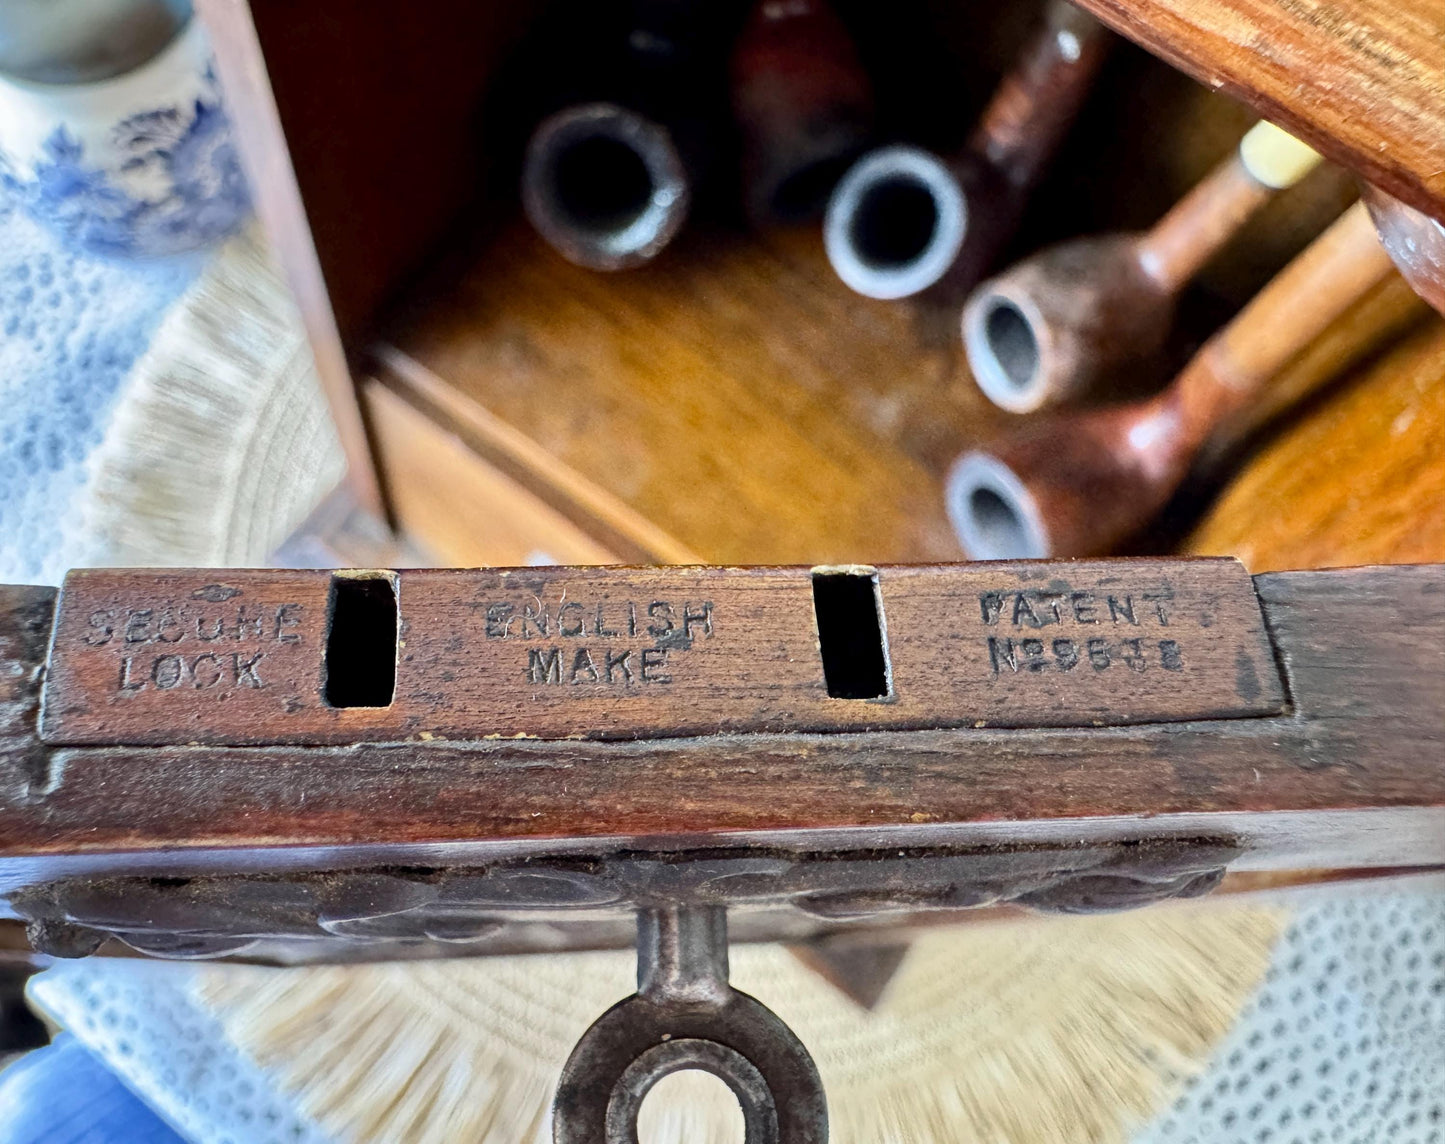 SECURE
LOCK
ENGLISH
MAKE
PATENT